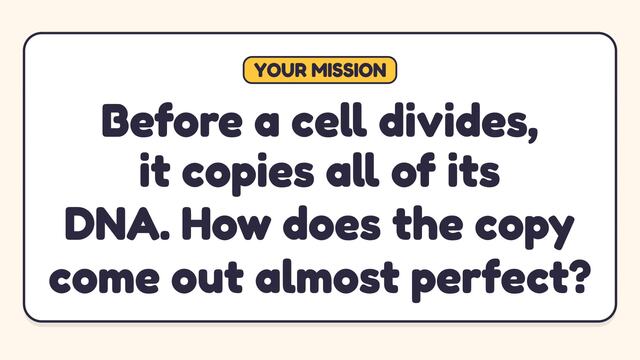 YOUR MISSION
Before a cell divides,
it copies all of its
DNA. How does the copy
come out almost perfect?